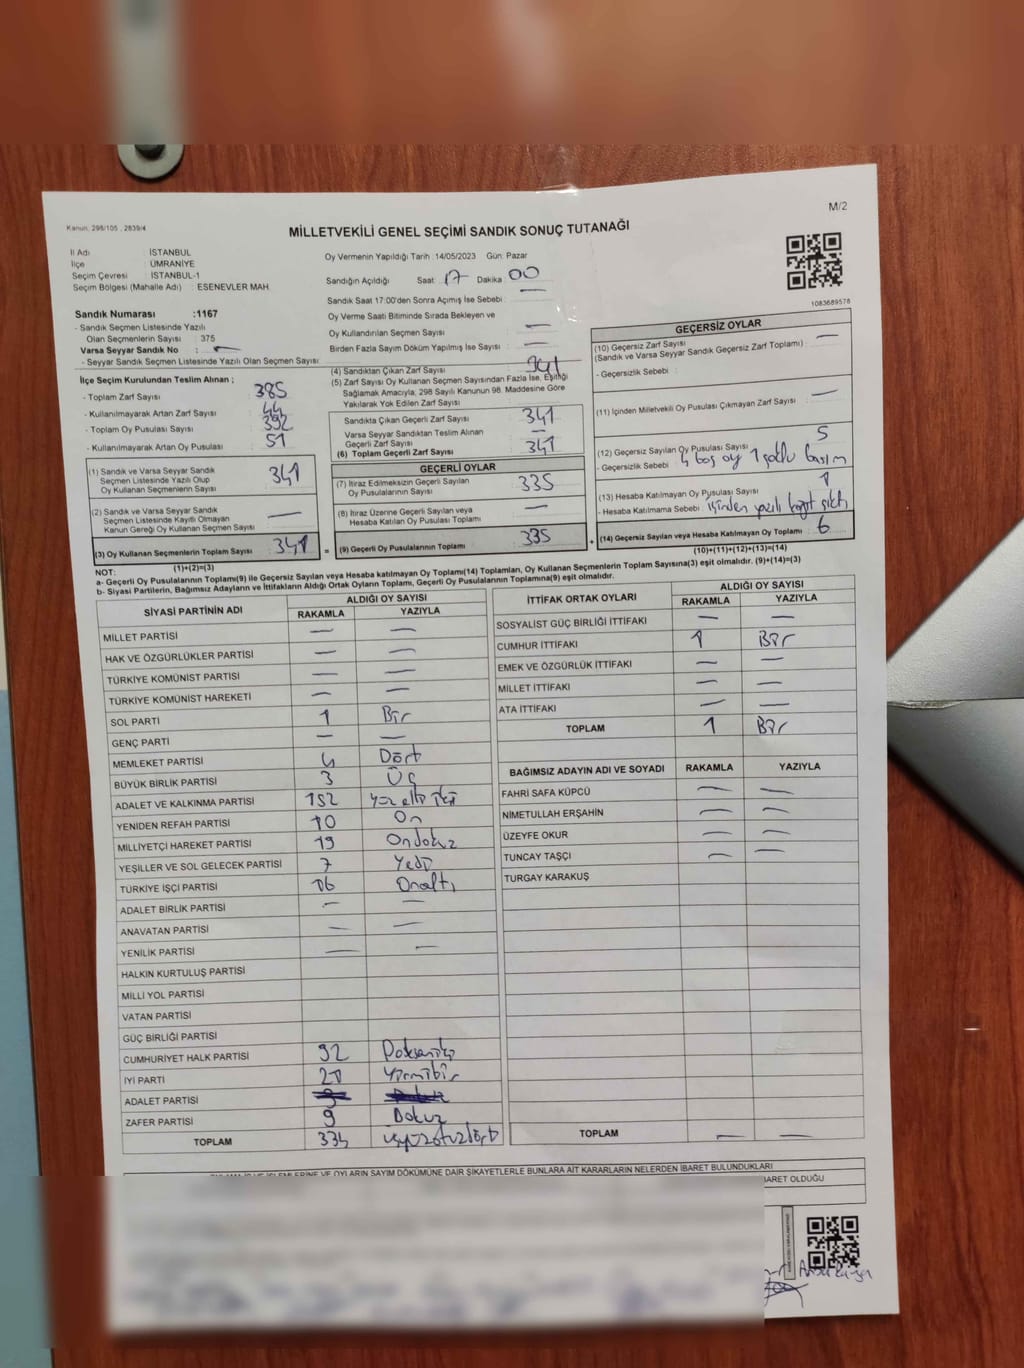 M/2
Kanun, 298/105 , 2839/4
MİLLETVEKİLİ GENEL SEÇİMİ SANDIK SONUÇ TUTANAĞI
İl Adı : İSTANBUL
İlçe : ÜMRANİYE
Seçim Çevresi : İSTANBUL-1
Seçim Bölgesi (Mahalle Adı) : ESENEVLER MAH.
Oy Vermenin Yapıldığı Tarih :14/05/2023 Gün: Pazar
Sandığın Açıldığı Saat: 17 Dakika 00
Sandık Saat 17:00'den Sonra Açımış İse Sebebi : —
Oy Verme Saati Bitiminde Sırada Bekleyen ve
Oy Kullandırılan Seçmen Sayısı : —
Birden Fazla Sayım Döküm Yapılmış İse Sayısı : —
1083689578
Sandık Numarası :1167
- Sandık Seçmen Listesinde Yazılı
Olan Seçmenlerin Sayısı : 375
Varsa Seyyar Sandık No : —
- Seyyar Sandık Seçmen Listesinde Yazılı Olan Seçmen Sayısı:
İlçe Seçim Kurulundan Teslim Alınan ;
- Toplam Zarf Sayısı : 385
- Kullanılmayarak Artan Zarf Sayısı : 44
- Toplam Oy Pusulası Sayısı : 392
- Kullanılmayarak Artan Oy Pusulası : 51
(1) Sandık ve Varsa Seyyar Sandık
Seçmen Listesinde Yazılı Olup
Oy Kullanan Seçmenlerin Sayısı : 341
(2) Sandık ve Varsa Seyyar Sandık
Seçmen Listesinde Kayıtlı Olmayan
Kanun Gereği Oy Kullanan Seçmen Sayısı : —
(3) Oy Kullanan Seçmenlerin Toplam Sayısı : 341
(1)+(2)=(3)
(4) Sandıktan Çıkan Zarf Sayısı : 341
(5) Zarf Sayısı Oy Kullanan Seçmen Sayısından Fazla İse, Eşitliği
Sağlamak Amacıyla; 298 Sayılı Kanunun 98. Maddesine Göre
Yakılarak Yok Edilen Zarf Sayısı :
Sandıkta Çıkan Geçerli Zarf Sayısı : 341
Varsa Seyyar Sandıktan Teslim Alınan
Geçerli Zarf Sayısı : —
(6) Toplam Geçerli Zarf Sayısı : 341
GEÇERLİ OYLAR
(7) İtiraz Edilmeksizin Geçerli Sayılan
Oy Pusulalarının Sayısı : 335
(8) İtiraz Üzerine Geçerli Sayılan veya
Hesaba Katılan Oy Pusulası Toplamı : —
= (9) Geçerli Oy Pusulalarının Toplamı : 335 +
GEÇERSİZ OYLAR
(10) Geçersiz Zarf Sayısı
(Sandık ve Varsa Seyyar Sandık Geçersiz Zarf Toplamı) : —
- Geçersizlik Sebebi :
(11) İçinden Milletvekili Oy Pusulası Çıkmayan Zarf Sayısı : —
(12) Geçersiz Sayılan Oy Pusulası Sayısı : 5
- Geçersizlik Sebebi : 4 boş oy 1
(13) Hesaba Katılmayan Oy Pusulası Sayısı : 1
- Hesaba Katılmama Sebebi : içinden yazılı kağıt çıktı
(14) Geçersiz Sayılan veya Hesaba Katılmayan Oy Toplamı : 6
(10)+(11)+(12)+(13)=(14)
NOT:
a- Geçerli Oy Pusulalarının Toplamı(9) ile Geçersiz Sayılan veya Hesaba katılmayan Oy Toplamı(14) Toplamları, Oy Kullanan Seçmenlerin Toplam Sayısına(3) eşit olmalıdır. (9)+(14)=(3)
b- Siyasi Partilerin, Bağımsız Adayların ve İttifakların Aldığı Ortak Oyların Toplamı, Geçerli Oy Pusulalarının Toplamına(9) eşit olmalıdır.
SİYASİ PARTİNİN ADI ALDIĞI OY SAYISI
RAKAMLA YAZIYLA
MİLLET PARTİSİ — —
HAK VE ÖZGÜRLÜKLER PARTİSİ — —
TÜRKİYE KOMÜNİST PARTİSİ — —
TÜRKİYE KOMÜNİST HAREKETİ — —
SOL PARTİ 1 Bir
GENÇ PARTİ — —
MEMLEKET PARTİSİ 4 Dört
BÜYÜK BİRLİK PARTİSİ 3 Üç
ADALET VE KALKINMA PARTİSİ 152 Yüz elli iki
YENİDEN REFAH PARTİSİ 10 On
MİLLİYETÇİ HAREKET PARTİSİ 19 Ondokuz
YEŞİLLER VE SOL GELECEK PARTİSİ 7 Yedi
TÜRKİYE İŞÇİ PARTİSİ 16 Onaltı
ADALET BİRLİK PARTİSİ — —
ANAVATAN PARTİSİ — —
YENİLİK PARTİSİ — —
HALKIN KURTULUŞ PARTİSİ
MİLLİ YOL PARTİSİ
VATAN PARTİSİ
GÜÇ BİRLİĞİ PARTİSİ
CUMHURİYET HALK PARTİSİ 92 Doksaniki
İYİ PARTİ Yirmibir
ADALET PARTİSİ
ZAFER PARTİSİ 9 Dokuz
TOPLAM 334 üçyüzotuzdört
İTTİFAK ORTAK OYLARI ALDIĞI OY SAYISI
RAKAMLA YAZIYLA
SOSYALİST GÜÇ BİRLİĞİ İTTİFAKI — —
CUMHUR İTTİFAKI 1 Bir
EMEK VE ÖZGÜRLÜK İTTİFAKI — —
MİLLET İTTİFAKI — —
ATA İTTİFAKI — —
TOPLAM 1 Bir
BAĞIMSIZ ADAYIN ADI VE SOYADI RAKAMLA YAZIYLA
FAHRİ SAFA KÜPCÜ — —
NİMETULLAH ERŞAHİN — —
ÜZEYFE OKUR — —
TUNCAY TAŞÇI — —
TURGAY KARAKUŞ
TOPLAM — —
VE OYLARIN SAYIM DÖKÜMÜNE DAİR ŞİKAYETLERLE BUNLARA AİT KARARLARIN NELERDEN İBARET BULUNDUKLARI
BARET OLDUĞU